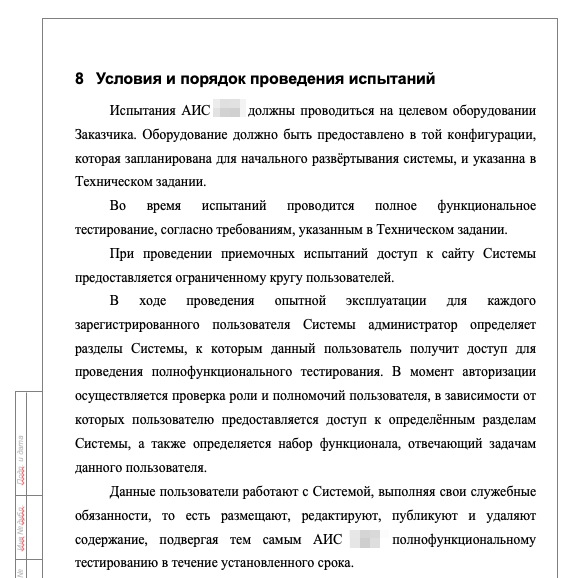 8 Условия и порядок проведения испытаний
Испытания АИС должны проводиться на целевом оборудовании
Заказчика. Оборудование должно быть предоставлено в той конфигурации,
которая запланирована для начального развёртывания системы, и указанна в
Техническом задании.
Во время испытаний проводится полное функциональное
тестирование, согласно требованиям, указанным в Техническом задании.
При проведении приемочных испытаний доступ к сайту Системы
предоставляется ограниченному кругу пользователей.
В ходе проведения опытной эксплуатации для каждого
зарегистрированного пользователя Системы администратор определяет
разделы Системы, к которым данный пользователь получит доступ для
проведения полнофункционального тестирования. В момент авторизации
осуществляется проверка роли и полномочий пользователя, в зависимости от
которых пользователю предоставляется доступ к определённым разделам
Системы, а также определяется набор функционала, отвечающий задачам
данного пользователя.
Данные пользователи работают с Системой, выполняя свои служебные
обязанности, то есть размещают, редактируют, публикуют и удаляют
содержание, подвергая тем самым АИС полнофункциональному
тестированию в течение установленного срока.
Подп. и дата
Инв № дубл.
№